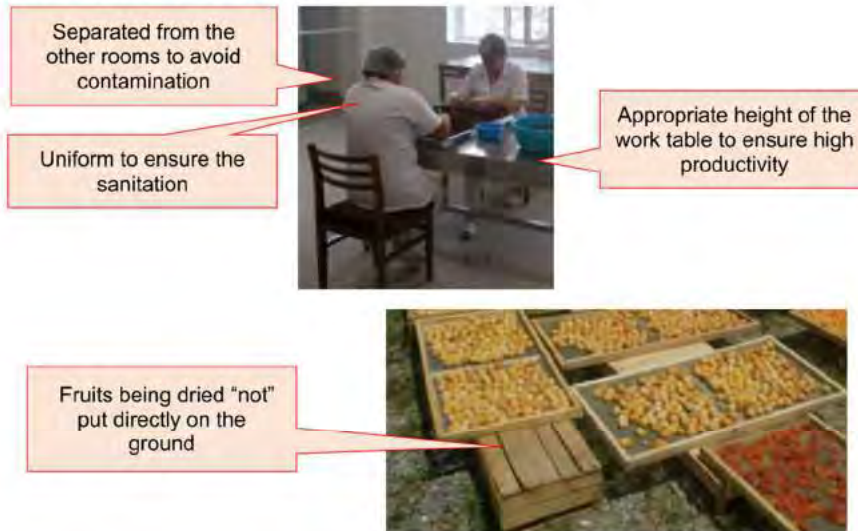 Separated from the
other rooms to avoid
contamination
Uniform to ensure the
sanitation
Appropriate height of the
work table to ensure high
productivity
Fruits being dried “not”
put directly on the
ground